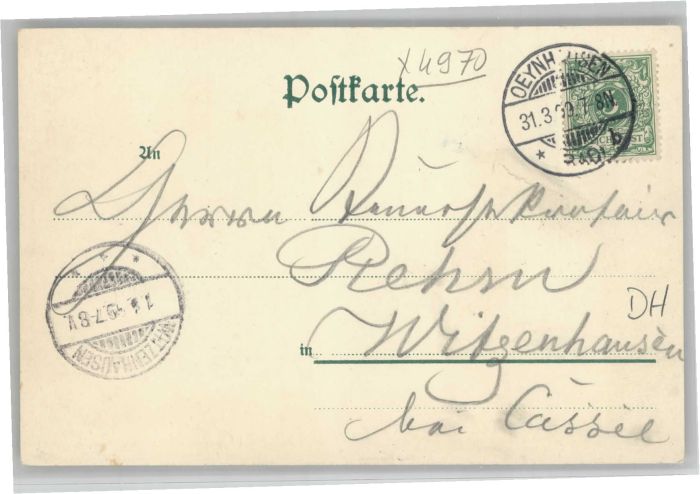 x4970
Postkarte.
OEYNHAUSEN
31.3.99.7-8N.
* BAD b
An
Herrn
Rehm
DH
in Witzenhausen
bei Cassel
WITZENHAUSEN
1.4.99.7-8V.